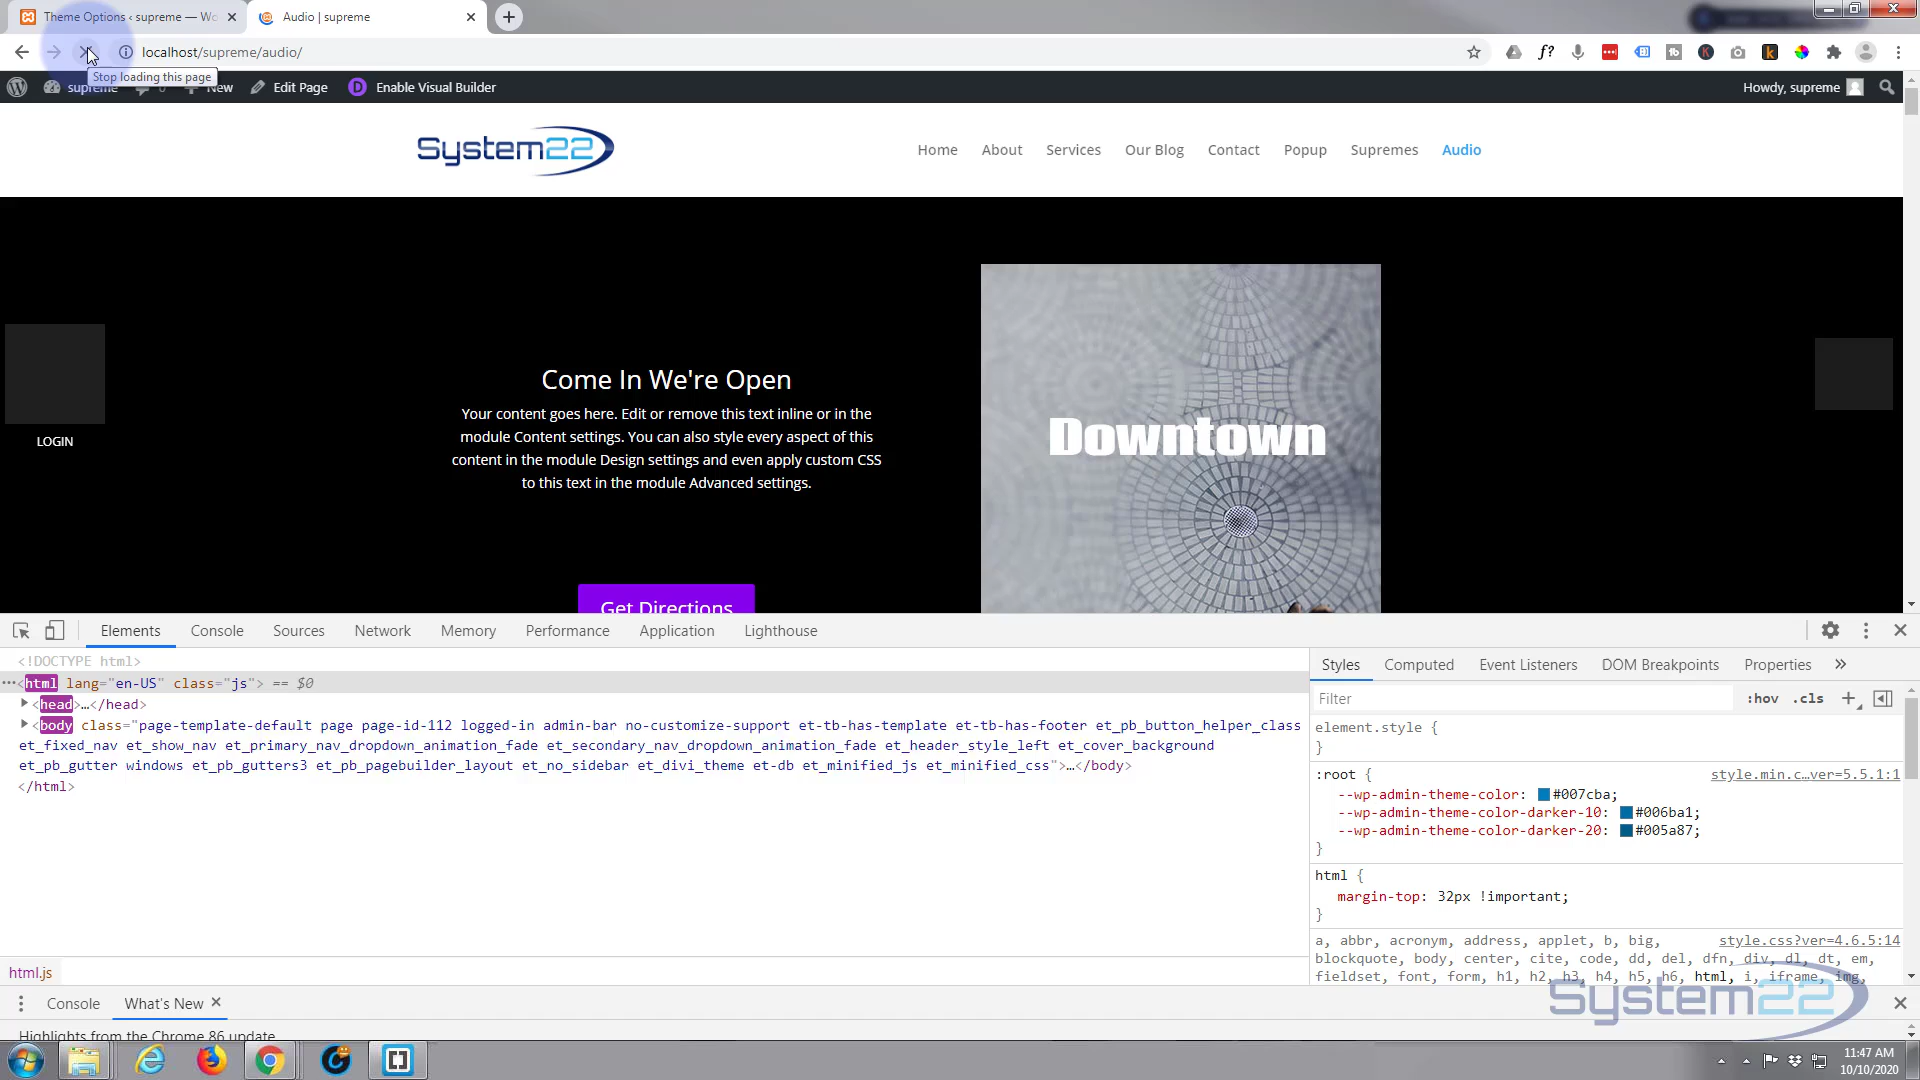 Theme Options ‹ supreme — Wo
Audio | supreme
localhost/supreme/audio/
Stop loading this page
supreme 0 New Edit Page Enable Visual Builder Howdy, supreme
System22
Home About Services Our Blog Contact Popup Supremes Audio
Come In We're Open
Your content goes here. Edit or remove this text inline or in the
module Content settings. You can also style every aspect of this
content in the module Design settings and even apply custom CSS
to this text in the module Advanced settings.
Get Directions
Downtown
LOGIN
Elements Console Sources Network Memory Performance Application Lighthouse
<!DOCTYPE html>
…<html lang="en-US" class="js"> == $0
<head>…</head>
<body class="page-template-default page page-id-112 logged-in admin-bar no-customize-support et-tb-has-template et-tb-has-footer et_pb_button_helper_class
et_fixed_nav et_show_nav et_primary_nav_dropdown_animation_fade et_secondary_nav_dropdown_animation_fade et_header_style_left et_cover_background
et_pb_gutter windows et_pb_gutters3 et_pb_pagebuilder_layout et_no_sidebar et_divi_theme et-db et_minified_js et_minified_css">…</body>
</html>
html.js
Styles Computed Event Listeners DOM Breakpoints Properties »
Filter :hov .cls +
element.style {
}
:root { style.min.c…ver=5.5.1:1
--wp-admin-theme-color: #007cba;
--wp-admin-theme-color-darker-10: #006ba1;
--wp-admin-theme-color-darker-20: #005a87;
}
html {
margin-top: 32px !important;
}
a, abbr, acronym, address, applet, b, big, style.css?ver=4.6.5:14
blockquote, body, center, cite, code, dd, del, dfn, div, dl, dt, em,
fieldset, font, form, h1, h2, h3, h4, h5, h6, html, i, iframe, img,
System22
Console What's New
Highlights from the Chrome 86 update
11:47 AM
10/10/2020